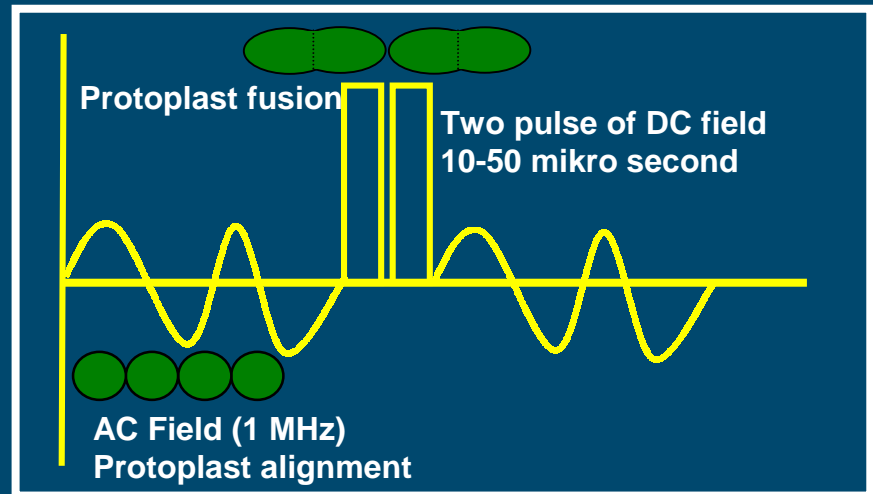 Protoplast fusion
Two pulse of DC field
10-50 mikro second
AC Field (1 MHz)
Protoplast alignment